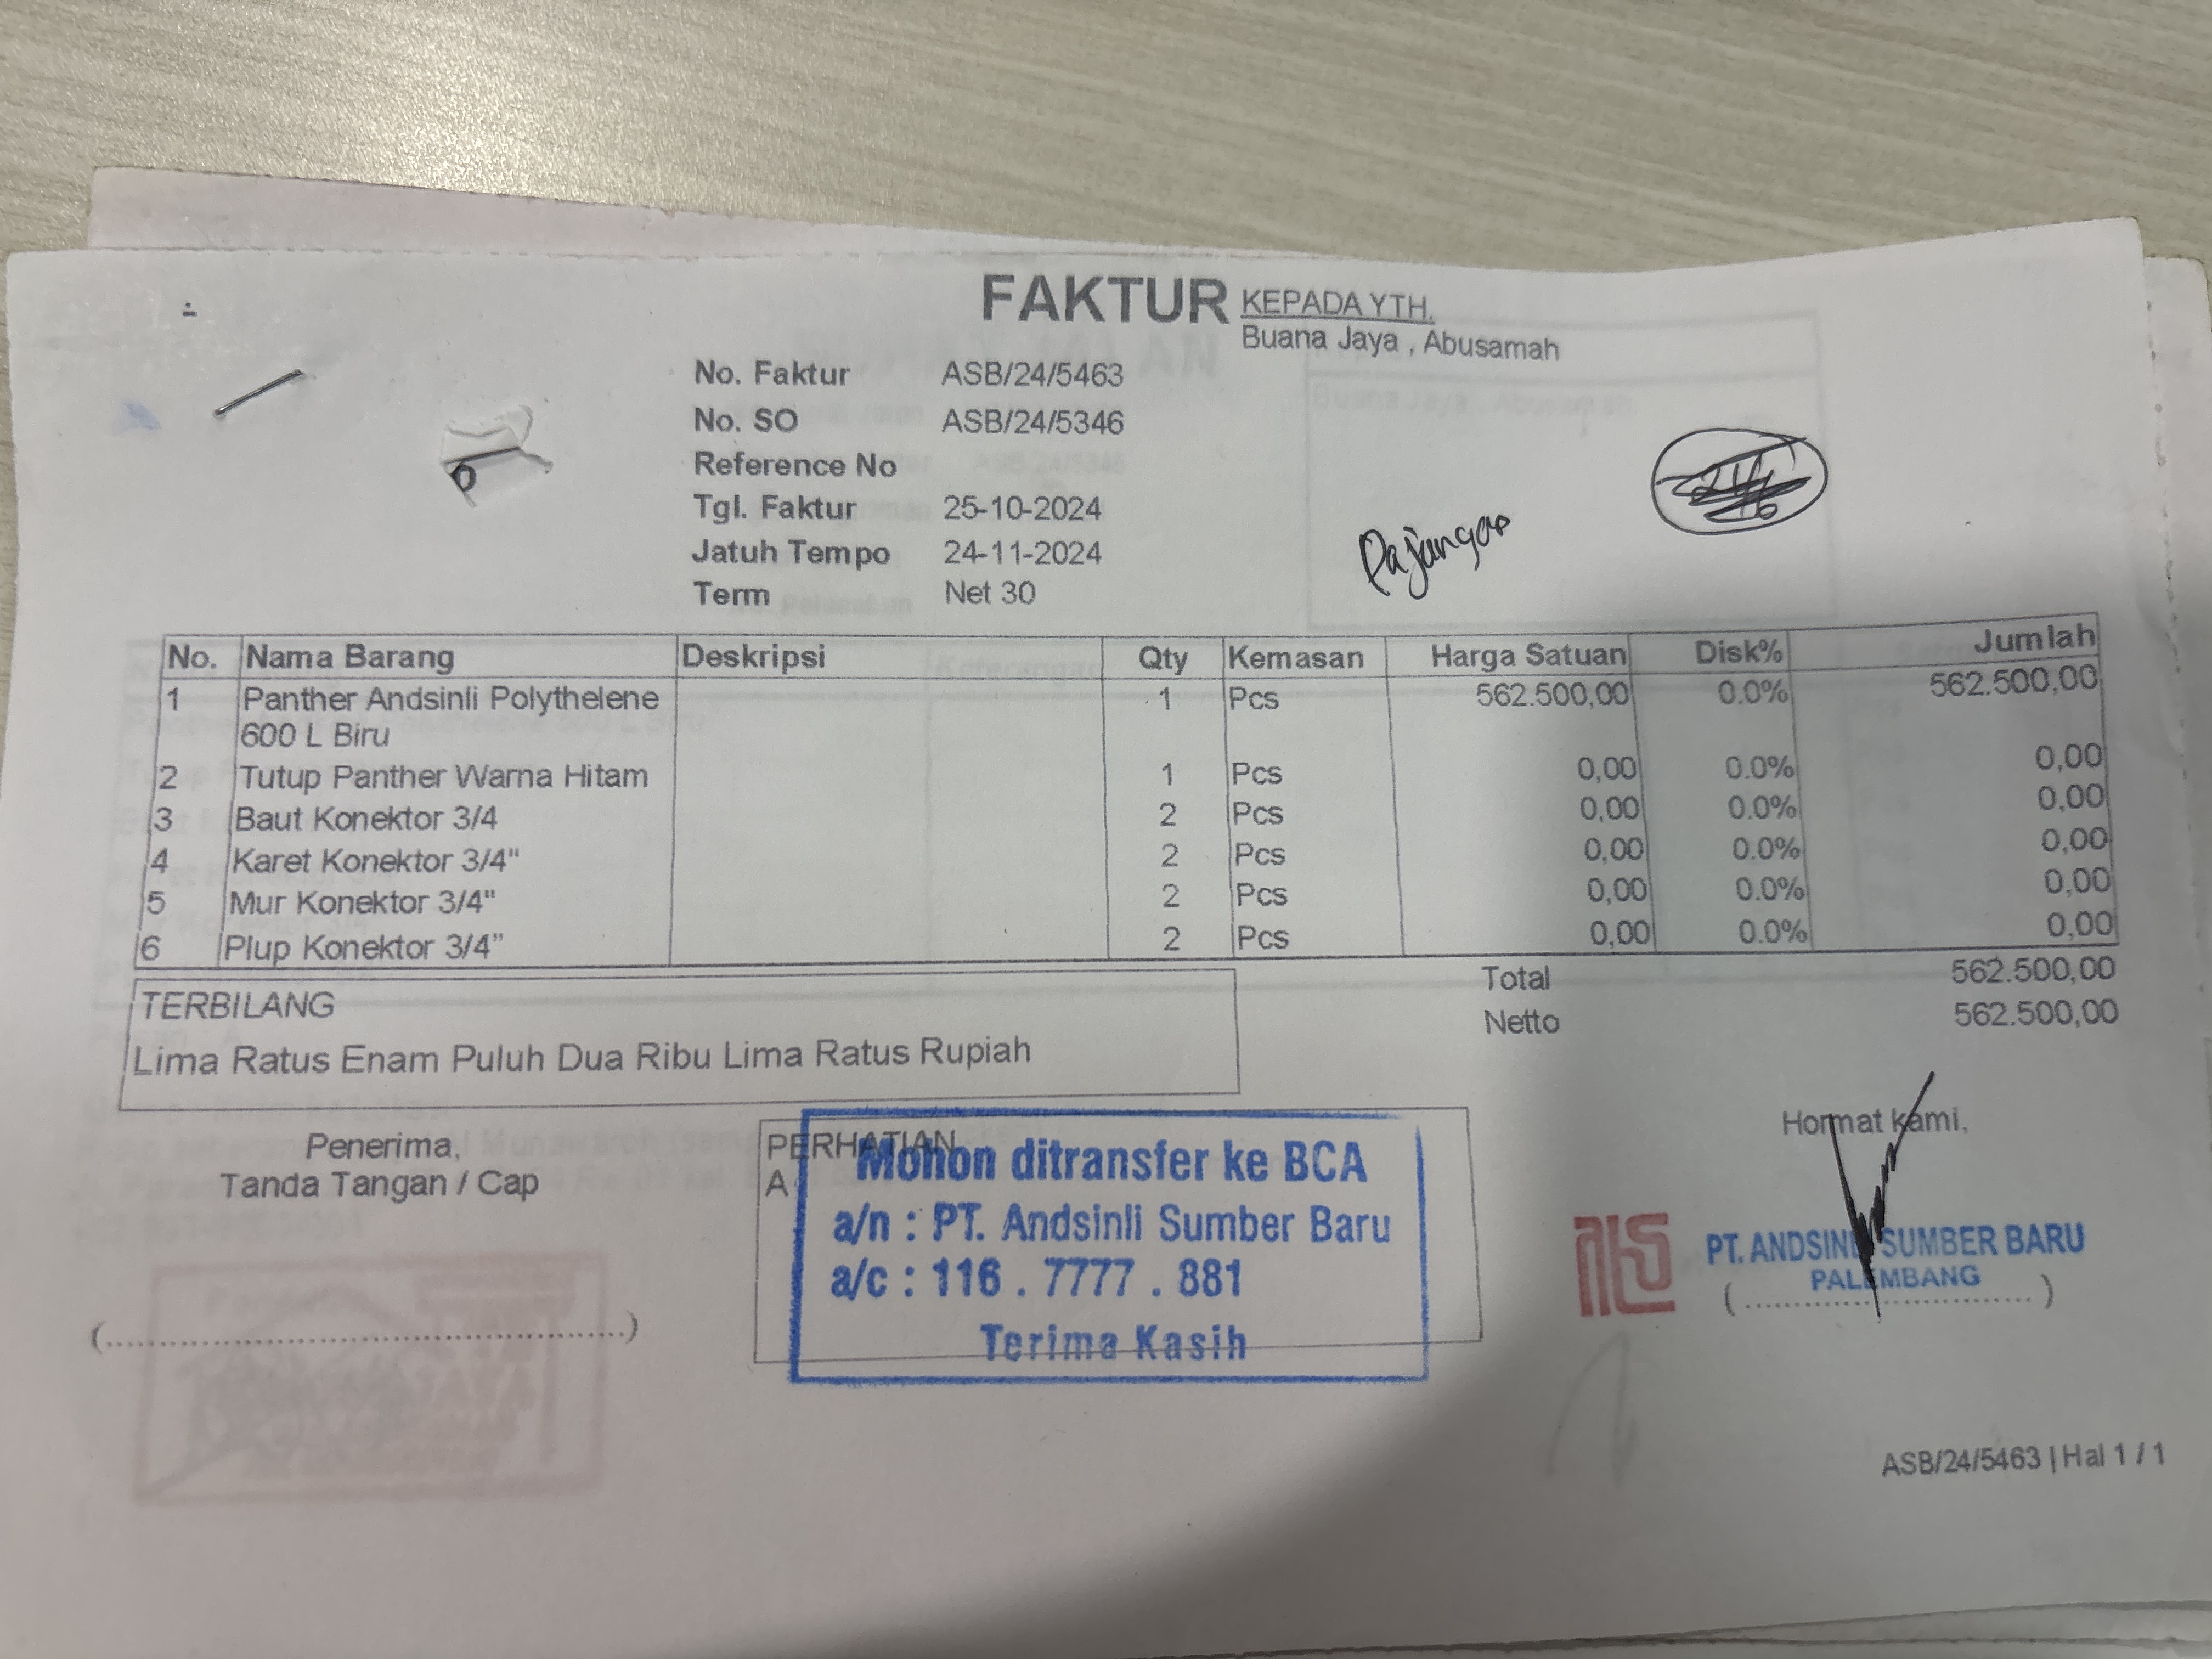 FAKTUR
KEPADA YTH.
Buana Jaya , Abusamah
No. Faktur ASB/24/5463
No. SO ASB/24/5346
Reference No
Tgl. Faktur 25-10-2024
Jatuh Tempo 24-11-2024
Term Net 30
Pajangan
No. Nama Barang Deskripsi Qty Kemasan Harga Satuan Disk% Jumlah
1 Panther Andsinli Polythelene 1 Pcs 562.500,00 0.0% 562.500,00
600 L Biru
2 Tutup Panther Warna Hitam 1 Pcs 0,00 0.0% 0,00
3 Baut Konektor 3/4 2 Pcs 0,00 0.0% 0,00
4 Karet Konektor 3/4" 2 Pcs 0,00 0.0% 0,00
5 Mur Konektor 3/4" 2 Pcs 0,00 0.0% 0,00
6 Plup Konektor 3/4” 2 Pcs 0,00 0.0% 0,00
Total 562.500,00
Netto 562.500,00
TERBILANG
Lima Ratus Enam Puluh Dua Ribu Lima Ratus Rupiah
Penerima,
Tanda Tangan / Cap
(..............................)
PERHATIAN
A
Mohon ditransfer ke BCA
a/n : PT. Andsinli Sumber Baru
a/c : 116 . 7777 . 881
Terima Kasih
Hormat kami,
PT. ANDSINLI SUMBER BARU
PALEMBANG
(..............................)
ASB/24/5463 | Hal 1 / 1